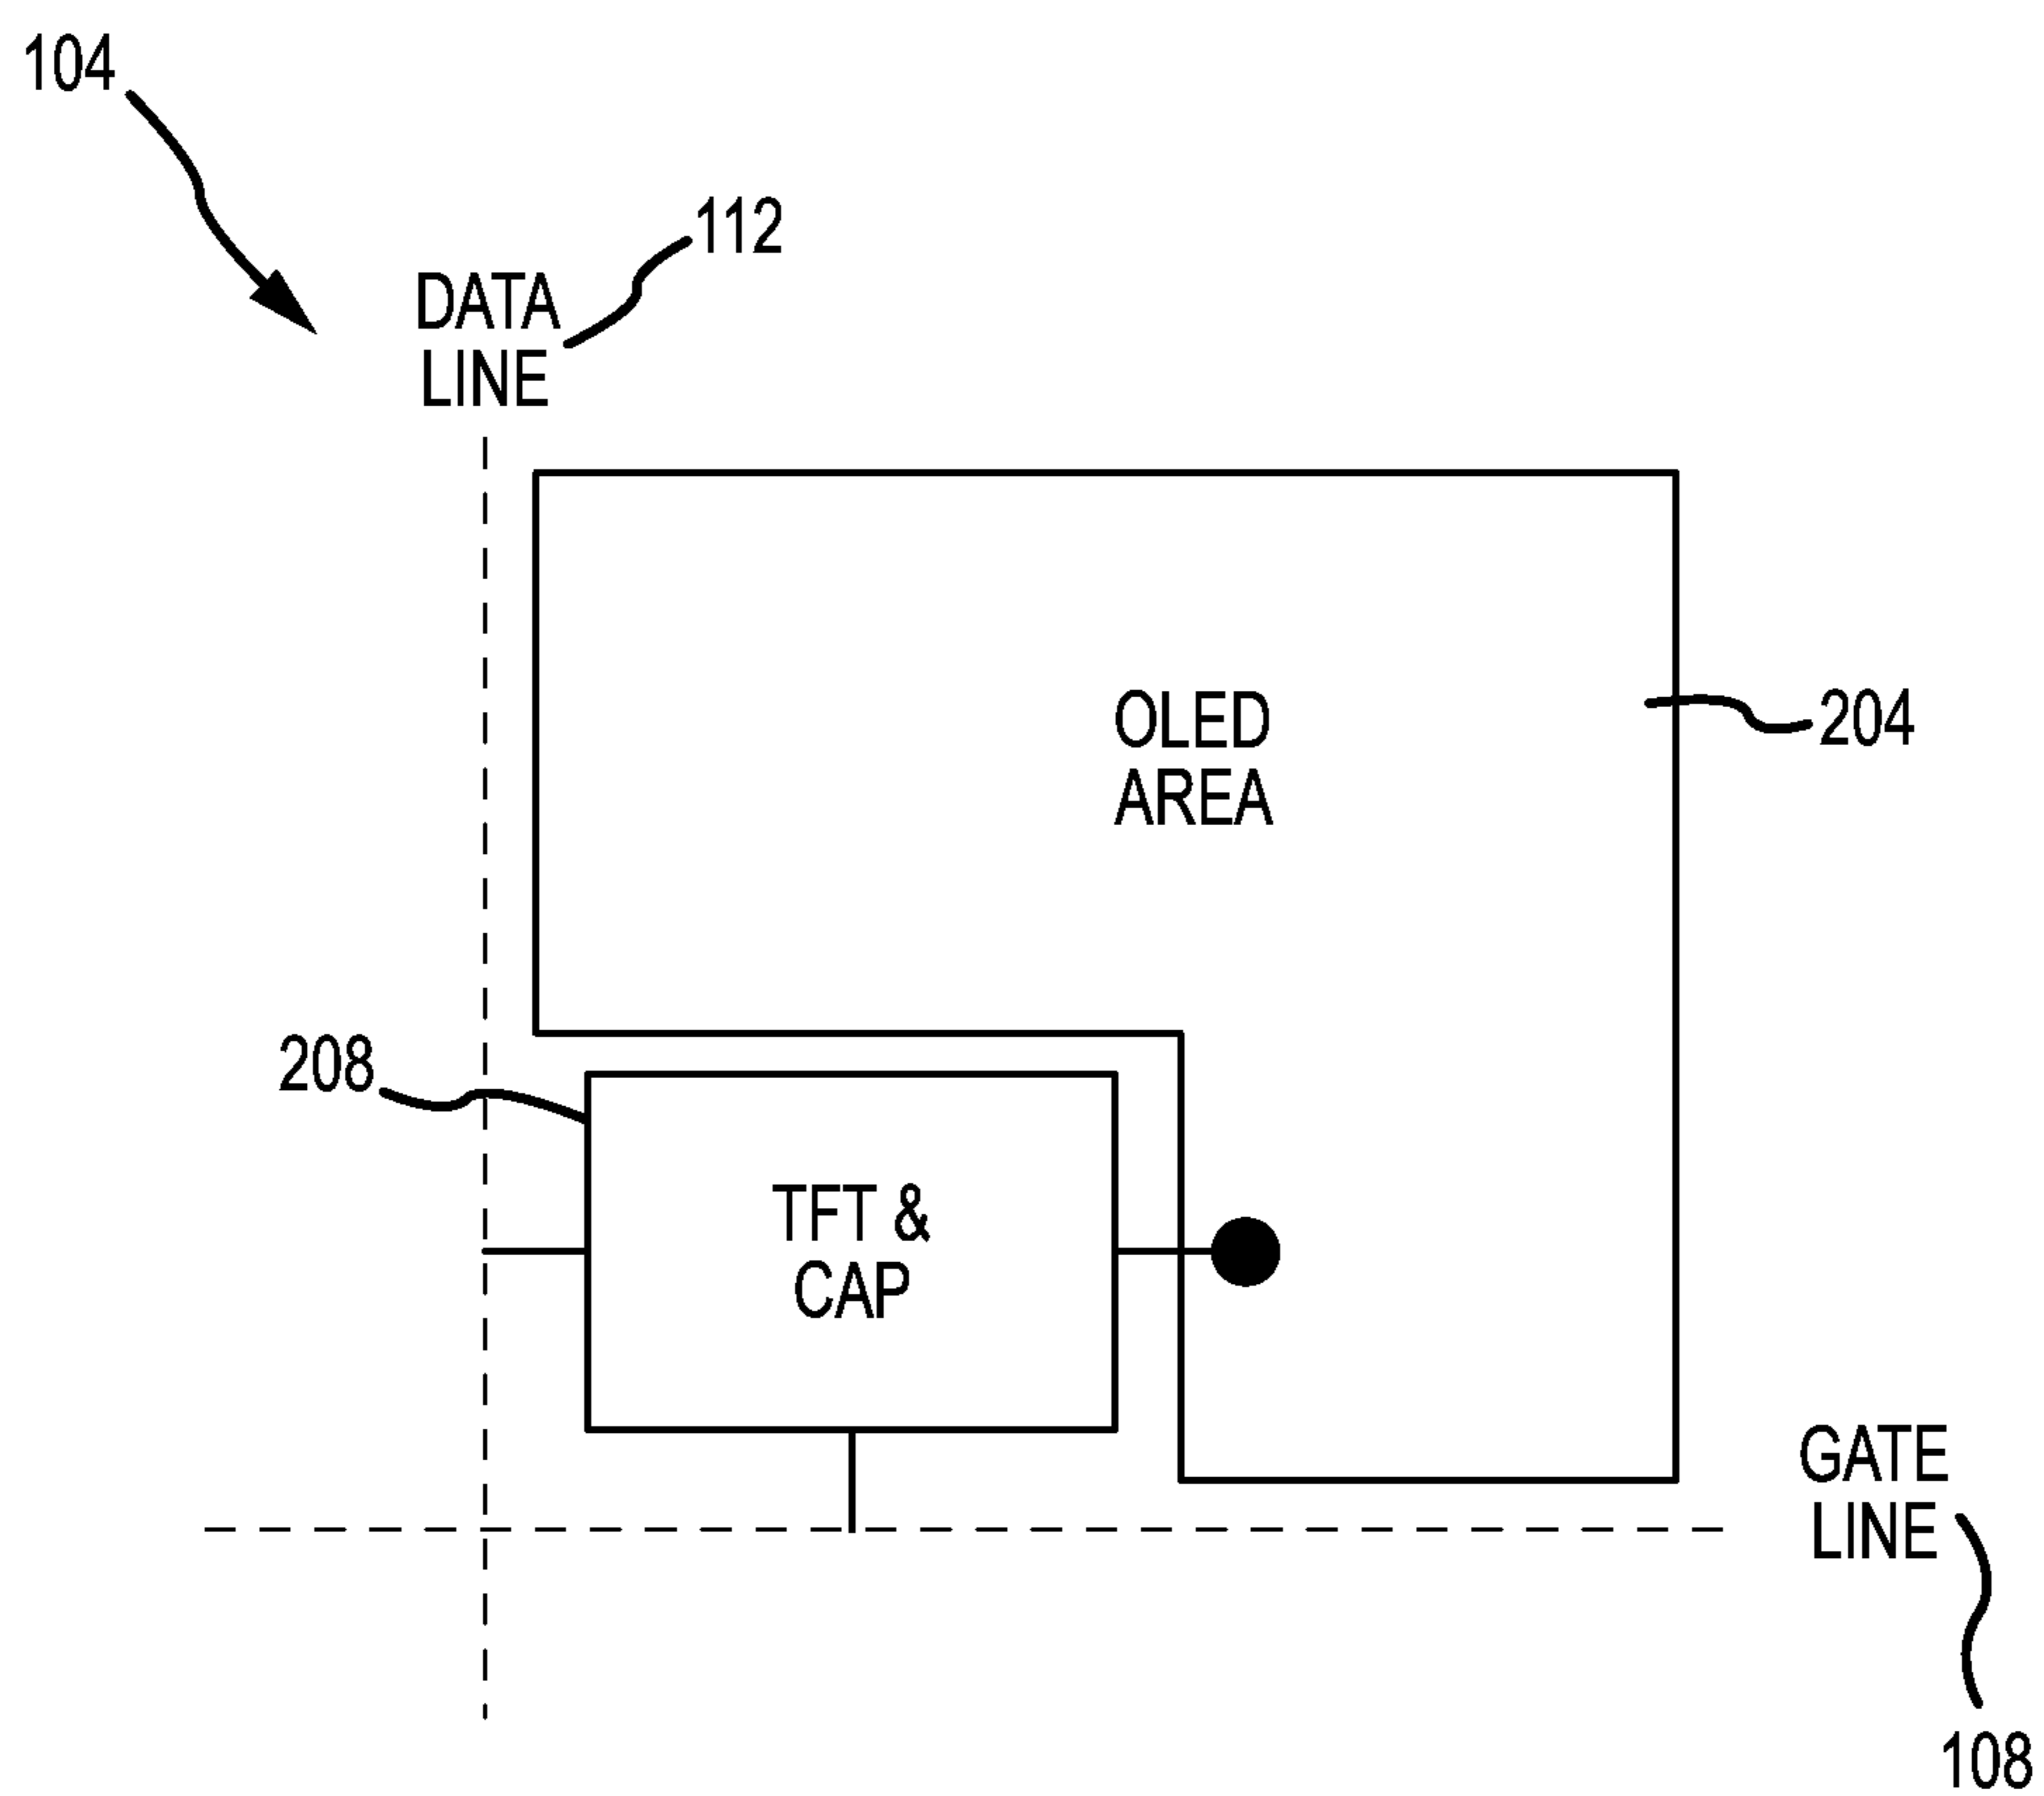 104
112
DATA
LINE
OLED
AREA
204
208
TFT &
CAP
GATE
LINE
108